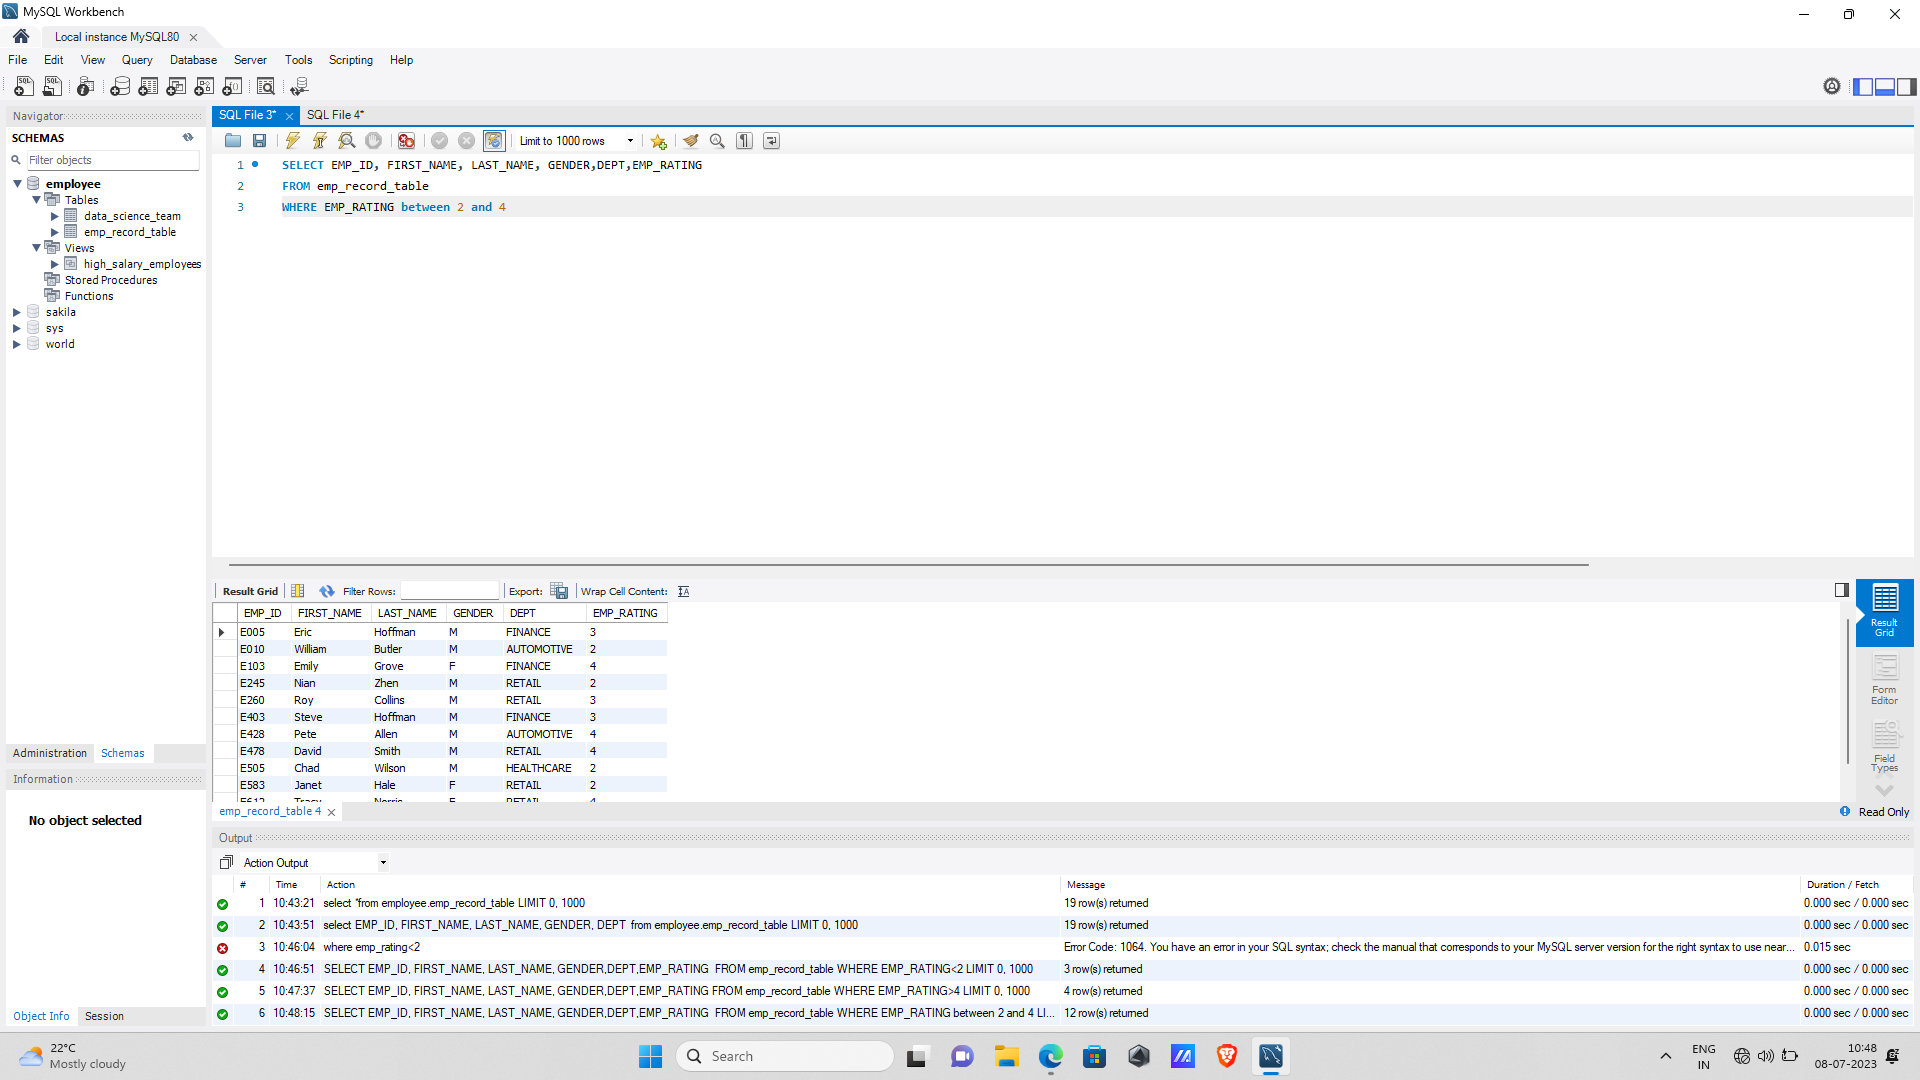 MySQL Workbench
Local instance MySQL80
File Edit View Query Database Server Tools Scripting Help
Navigator
SCHEMAS
Filter objects
employee
Tables
data_science_team
emp_record_table
Views
high_salary_employees
Stored Procedures
Functions
sakila
sys
world
Administration Schemas
Information
No object selected
Object Info Session
SQL File 3* SQL File 4*
Limit to 1000 rows
1 SELECT EMP_ID, FIRST_NAME, LAST_NAME, GENDER,DEPT,EMP_RATING
2 FROM emp_record_table
3 WHERE EMP_RATING between 2 and 4
Result Grid Filter Rows: Export: Wrap Cell Content:
EMP_ID FIRST_NAME LAST_NAME GENDER DEPT EMP_RATING
E005 Eric Hoffman M FINANCE 3
E010 William Butler M AUTOMOTIVE 2
E103 Emily Grove F FINANCE 4
E245 Nian Zhen M RETAIL 2
E260 Roy Collins M RETAIL 3
E403 Steve Hoffman M FINANCE 3
E428 Pete Allen M AUTOMOTIVE 4
E478 David Smith M RETAIL 4
E505 Chad Wilson M HEALTHCARE 2
E583 Janet Hale F RETAIL 2
E612 Tracy Norris F RETAIL 4
Result
Grid
Form
Editor
Field
Types
emp_record_table 4
Read Only
Output
Action Output
# Time Action Message Duration / Fetch
1 10:43:21 select *from employee.emp_record_table LIMIT 0, 1000 19 row(s) returned 0.000 sec / 0.000 sec
2 10:43:51 select EMP_ID, FIRST_NAME, LAST_NAME, GENDER, DEPT from employee.emp_record_table LIMIT 0, 1000 19 row(s) returned 0.000 sec / 0.000 sec
3 10:46:04 where emp_rating<2 Error Code: 1064. You have an error in your SQL syntax; check the manual that corresponds to your MySQL server version for the right syntax to use near... 0.015 sec
4 10:46:51 SELECT EMP_ID, FIRST_NAME, LAST_NAME, GENDER,DEPT,EMP_RATING FROM emp_record_table WHERE EMP_RATING<2 LIMIT 0, 1000 3 row(s) returned 0.000 sec / 0.000 sec
5 10:47:37 SELECT EMP_ID, FIRST_NAME, LAST_NAME, GENDER,DEPT,EMP_RATING FROM emp_record_table WHERE EMP_RATING>4 LIMIT 0, 1000 4 row(s) returned 0.000 sec / 0.000 sec
6 10:48:15 SELECT EMP_ID, FIRST_NAME, LAST_NAME, GENDER,DEPT,EMP_RATING FROM emp_record_table WHERE EMP_RATING between 2 and 4 LI... 12 row(s) returned 0.000 sec / 0.000 sec
22°C
Mostly cloudy
Search
ENG
IN
10:48
08-07-2023